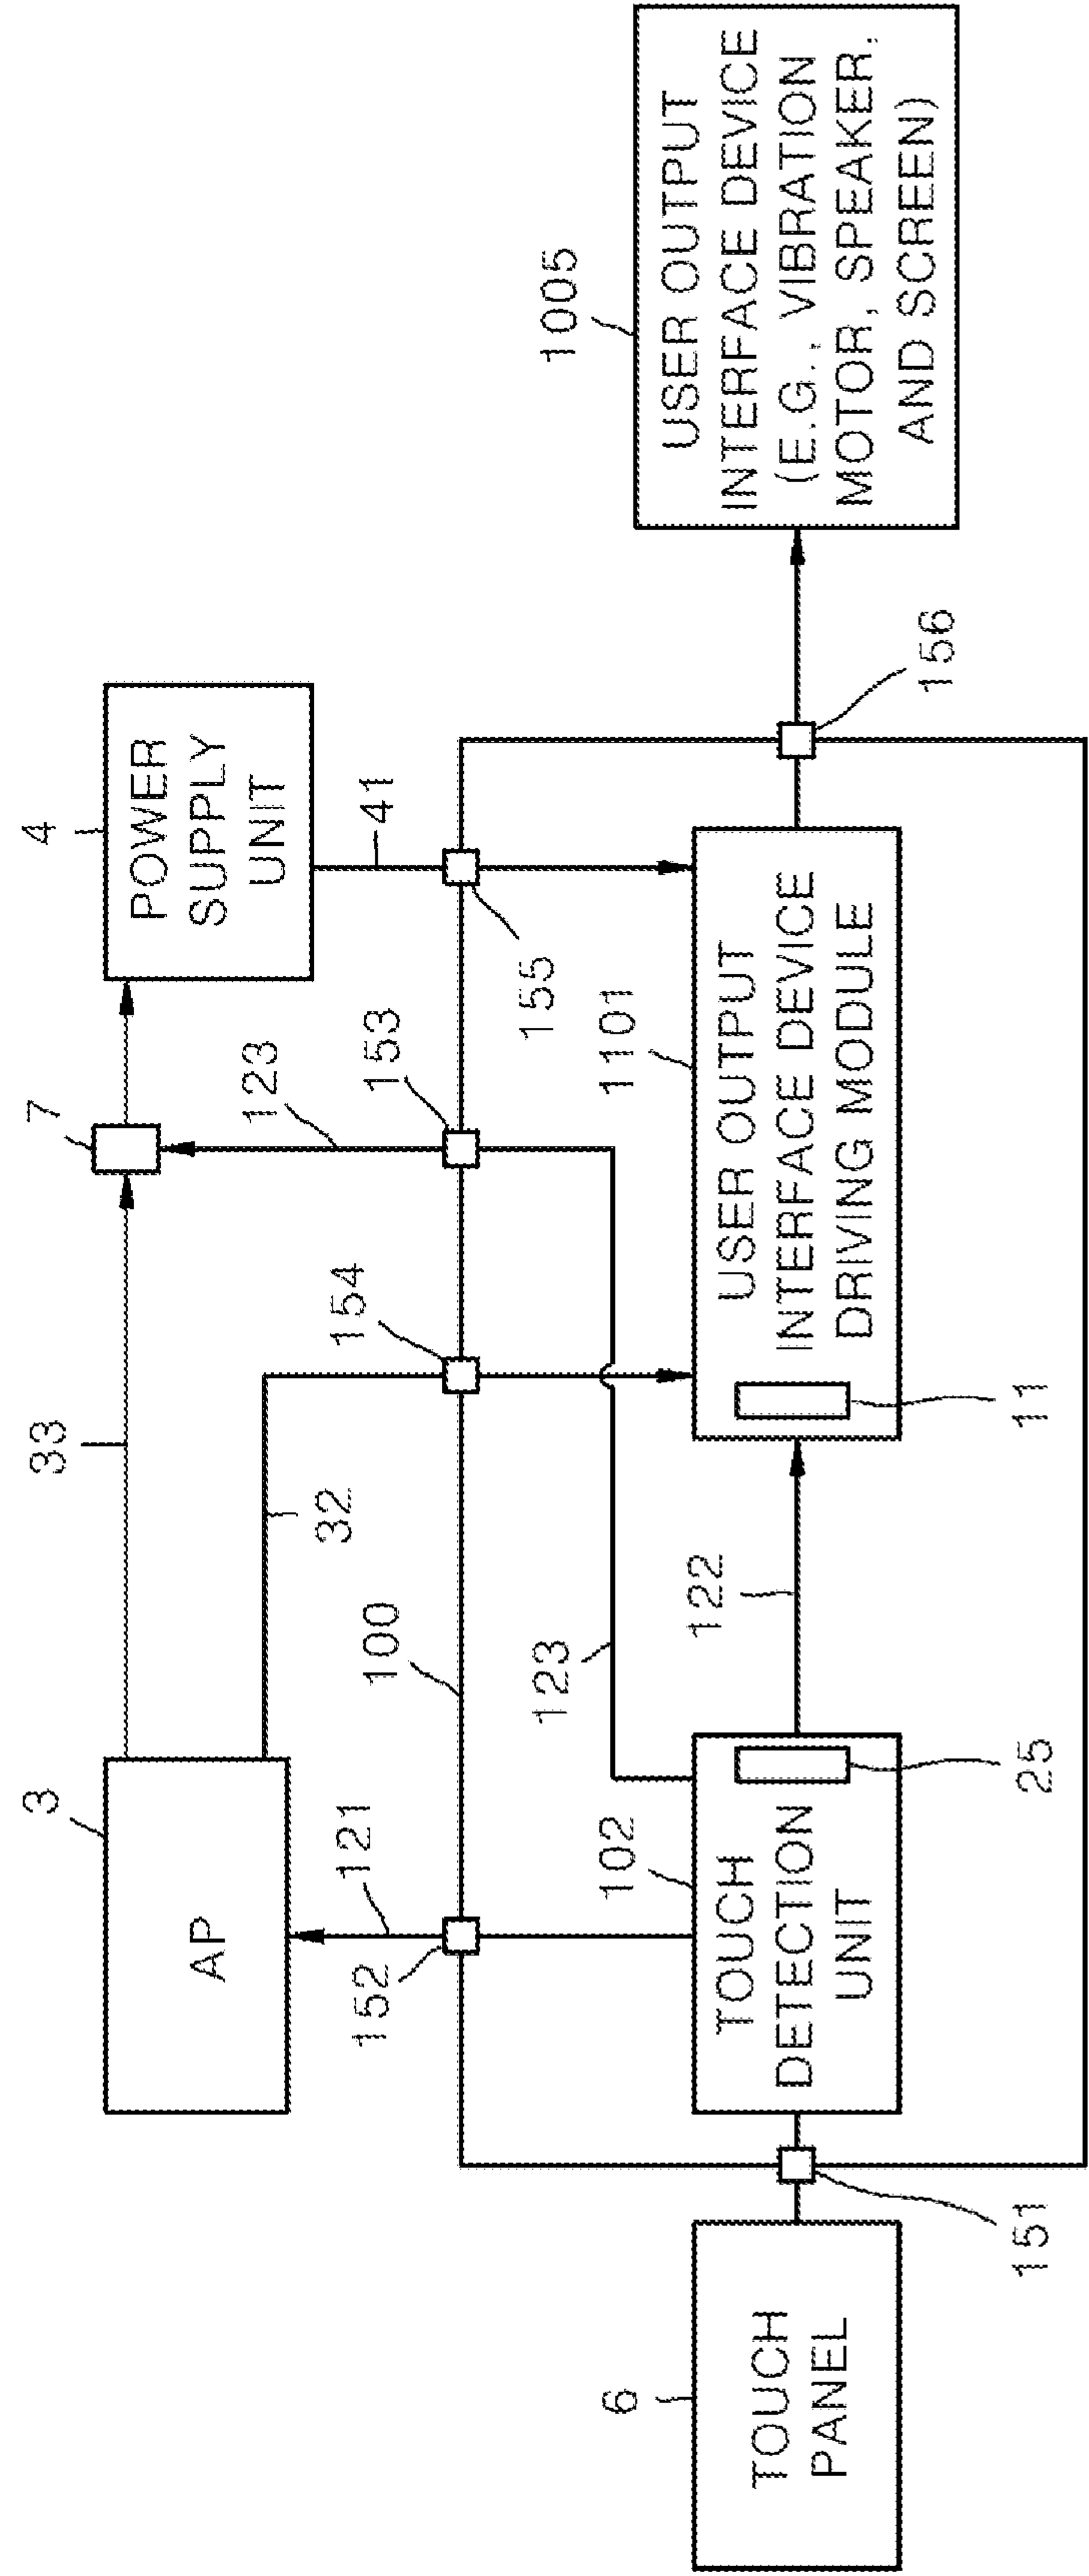 3
AP
33
7
4
POWER
SUPPLY
UNIT
32
123
41
121
152
100
154
153
155
6
TOUCH
PANEL
151
102
TOUCH
DETECTION
UNIT
25
123
122
1101
USER OUTPUT
INTERFACE DEVICE
DRIVING MODULE
11
156
1005
USER OUTPUT
INTERFACE DEVICE
(E.G., VIBRATION
MOTOR, SPEAKER,
AND SCREEN)